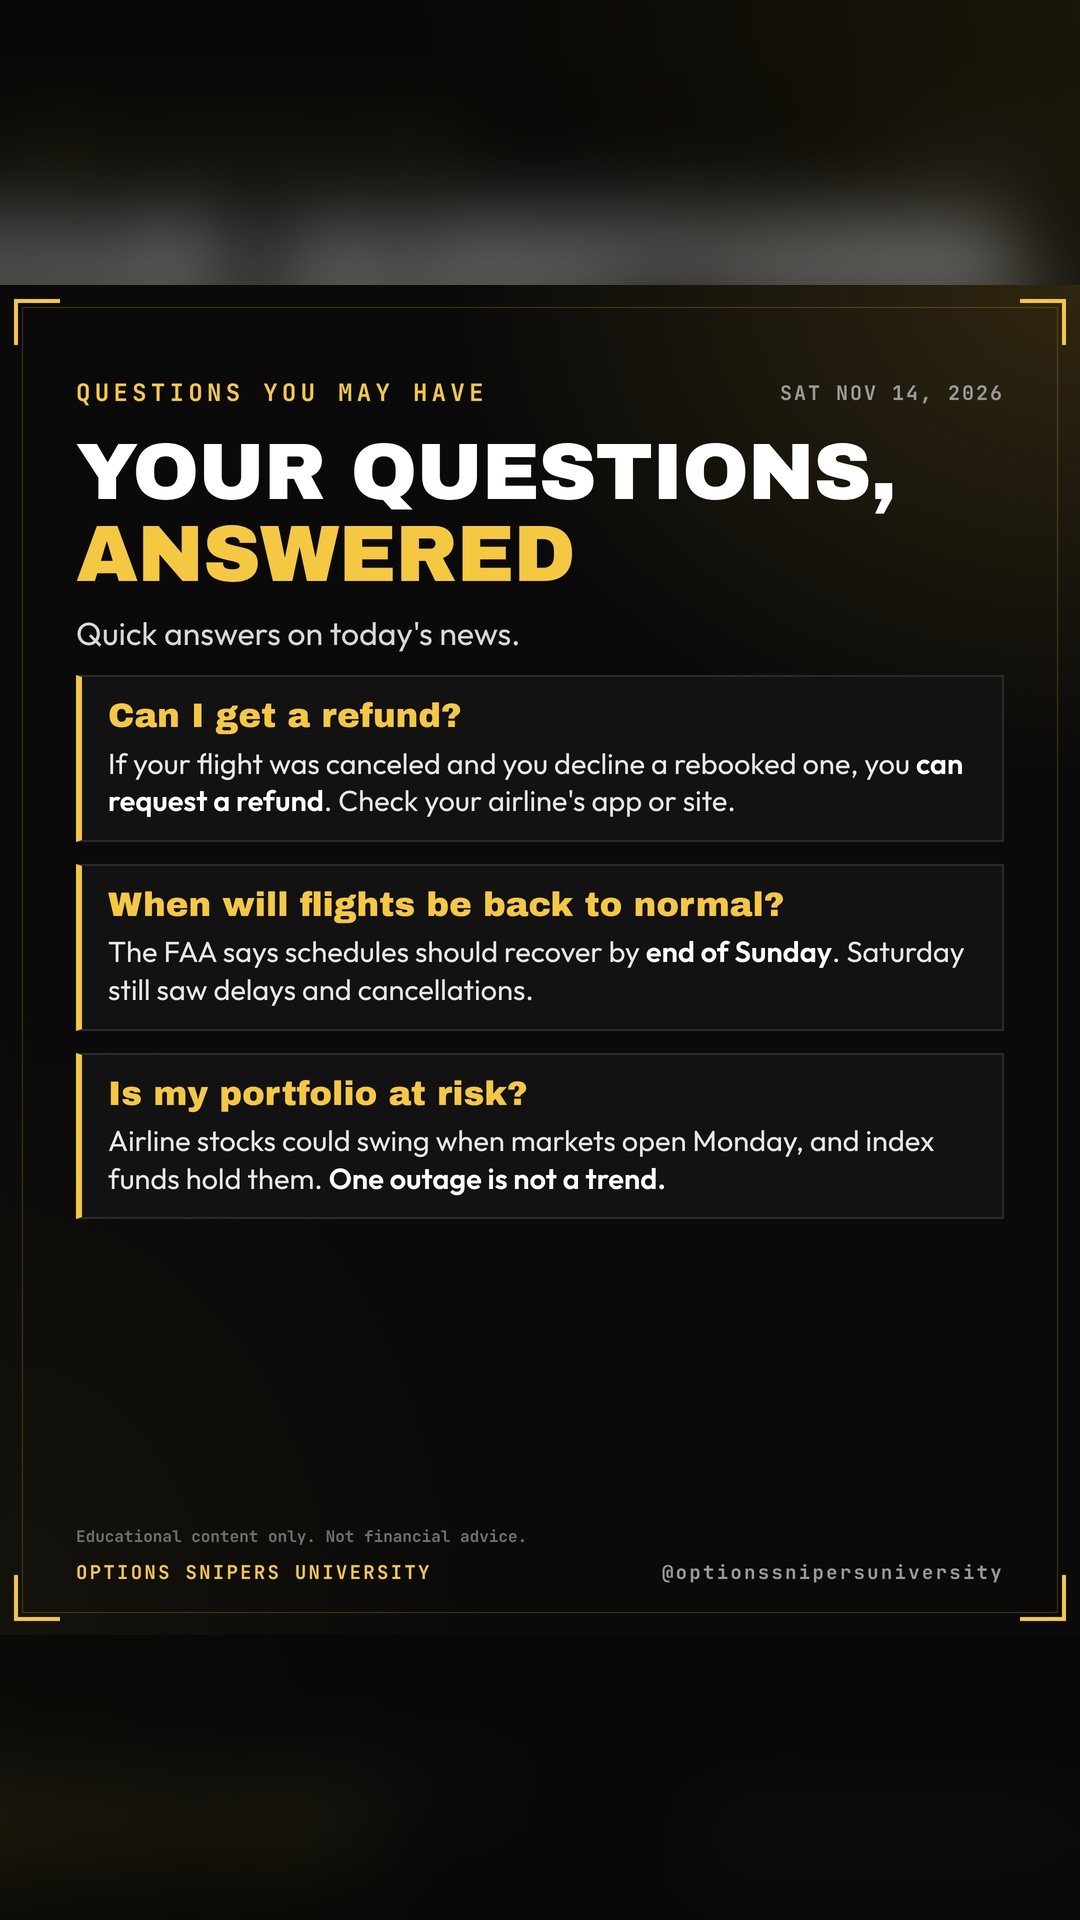 QUESTIONS YOU MAY HAVE
SAT NOV 14, 2026
YOUR QUESTIONS,
ANSWERED
Quick answers on today's news.
Can I get a refund?
If your flight was canceled and you decline a rebooked one, you can
request a refund. Check your airline's app or site.
When will flights be back to normal?
The FAA says schedules should recover by end of Sunday. Saturday
still saw delays and cancellations.
Is my portfolio at risk?
Airline stocks could swing when markets open Monday, and index
funds hold them. One outage is not a trend.
Educational content only. Not financial advice.
OPTIONS SNIPERS UNIVERSITY
@optionssnipersuniversity